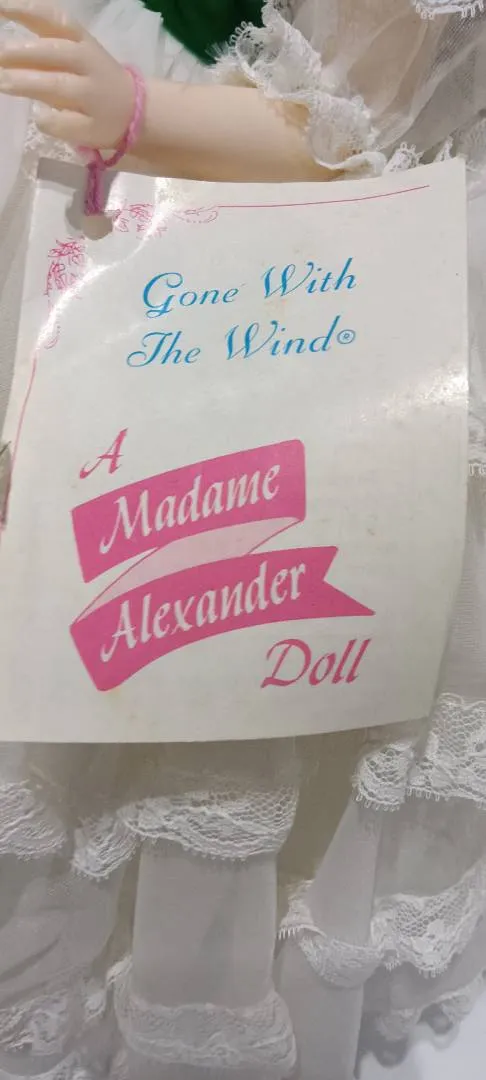 Gone With
The Wind®
A
Madame
Alexander
Doll